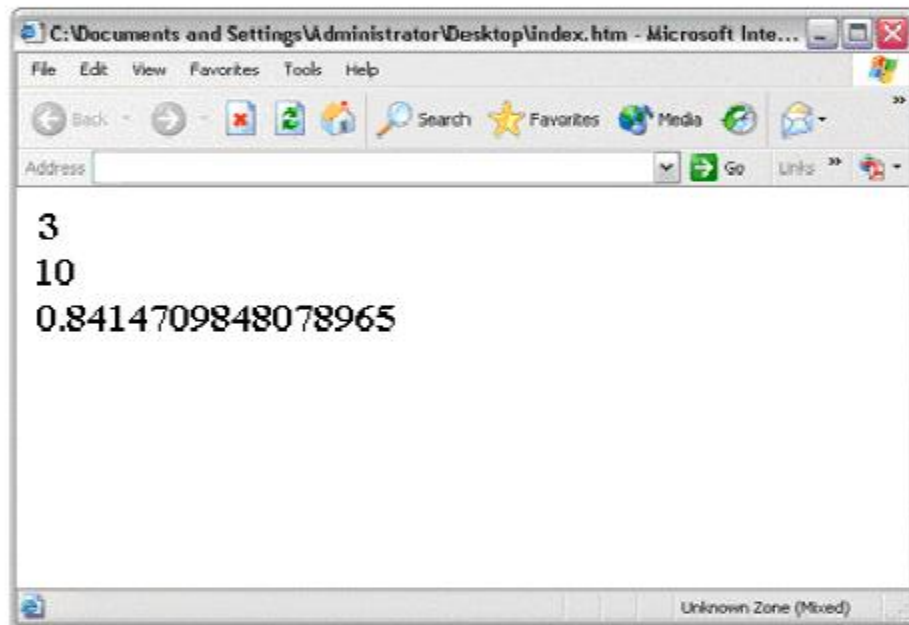 C:\Documents and Settings\Administrator\Desktop\index.htm - Microsoft Inte...
File Edit View Favorites Tools Help
Back Search Favorites Media »
Address Go Links »
3
10
0.8414709848078965
Unknown Zone (Mixed)